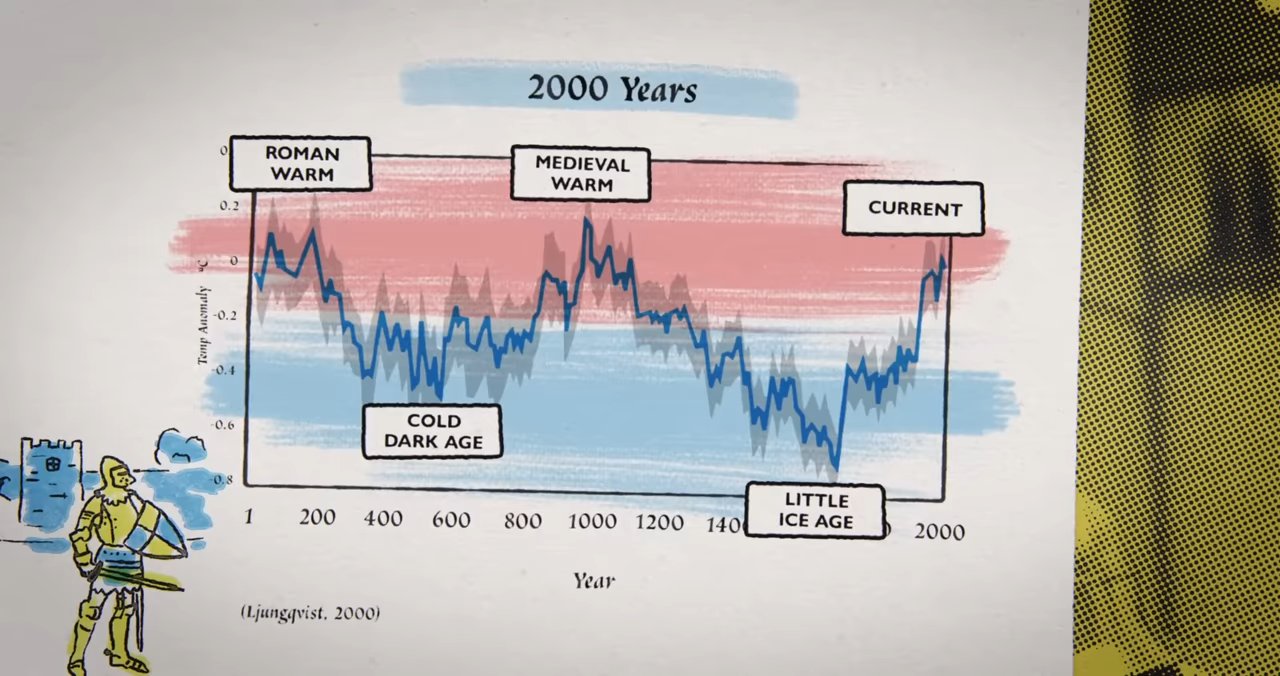 2000 Years
ROMAN
WARM
MEDIEVAL
WARM
CURRENT
0
0.2
0
-0.2
-0.4
-0.6
-0.8
Temp Anomaly °C
COLD
DARK AGE
LITTLE
ICE AGE
1 200 400 600 800 1000 1200 2000
Year
(Ljungqvist, 2000)